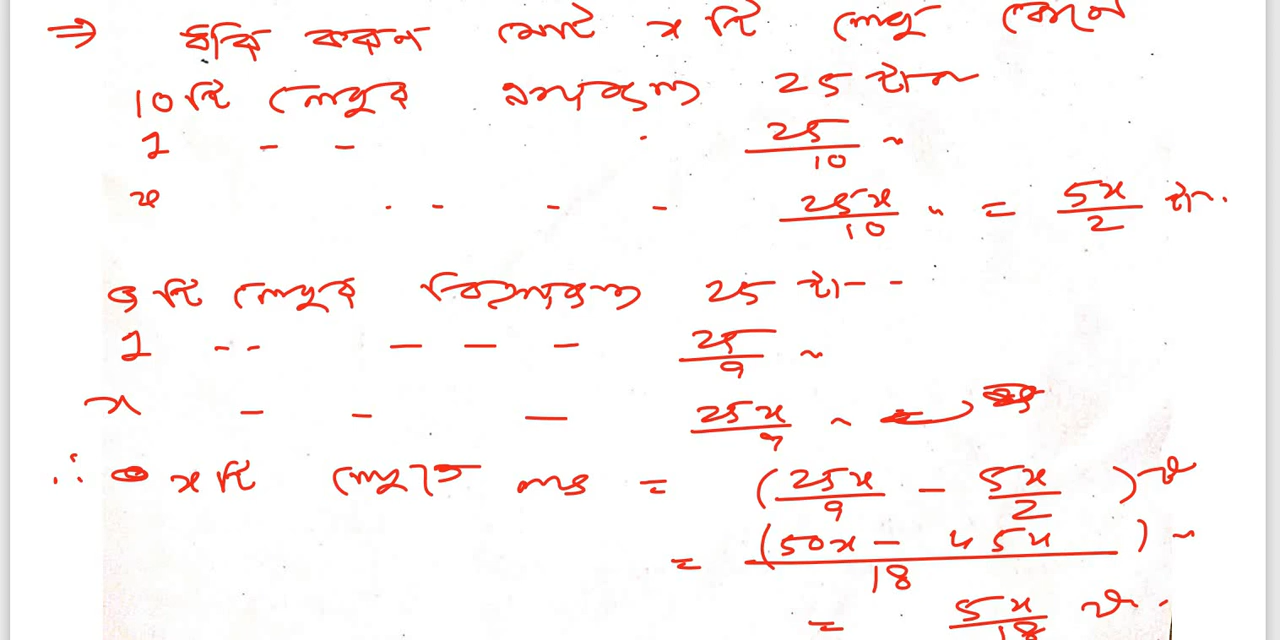 ⇒ ধরি করুণ মোট x টি লেবু কেনে
10 টি লেবুর ক্রয়মূল্য 25 টাকা
1 - - 25/10 ~
x - - - - 25x/10 ~ = 5x/2 টা.
9 টি লেবুর বিক্রয়মূল্য 25 টা - -
1 - - - - - 25/9 ~
x - - - 25x/9 ~
∴ x টি লেবুতে লাভ = (25x/9 - 5x/2) ট
= (50x - 45x)/18 ~
= 5x/18 ট.